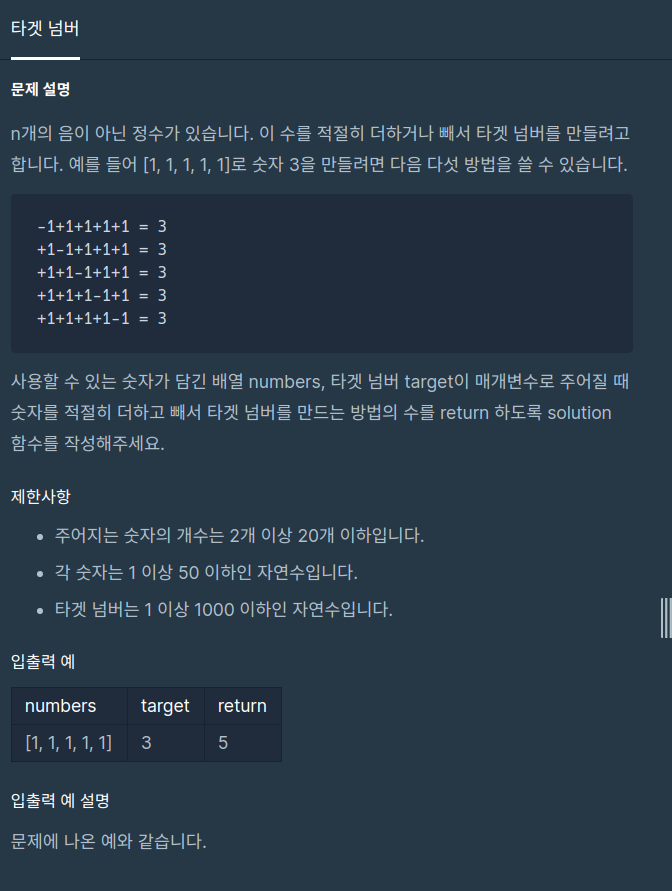 타겟 넘버
문제 설명
n개의 음이 아닌 정수가 있습니다. 이 수를 적절히 더하거나 빼서 타겟 넘버를 만들려고
합니다. 예를 들어 [1, 1, 1, 1, 1]로 숫자 3을 만들려면 다음 다섯 방법을 쓸 수 있습니다.
-1+1+1+1+1 = 3
+1-1+1+1+1 = 3
+1+1-1+1+1 = 3
+1+1+1-1+1 = 3
+1+1+1+1-1 = 3
사용할 수 있는 숫자가 담긴 배열 numbers, 타겟 넘버 target이 매개변수로 주어질 때
숫자를 적절히 더하고 빼서 타겟 넘버를 만드는 방법의 수를 return 하도록 solution
함수를 작성해주세요.
제한사항
• 주어지는 숫자의 개수는 2개 이상 20개 이하입니다.
• 각 숫자는 1 이상 50 이하인 자연수입니다.
• 타겟 넘버는 1 이상 1000 이하인 자연수입니다.
입출력 예
numbers target return
[1, 1, 1, 1, 1] 3 5
입출력 예 설명
문제에 나온 예와 같습니다.